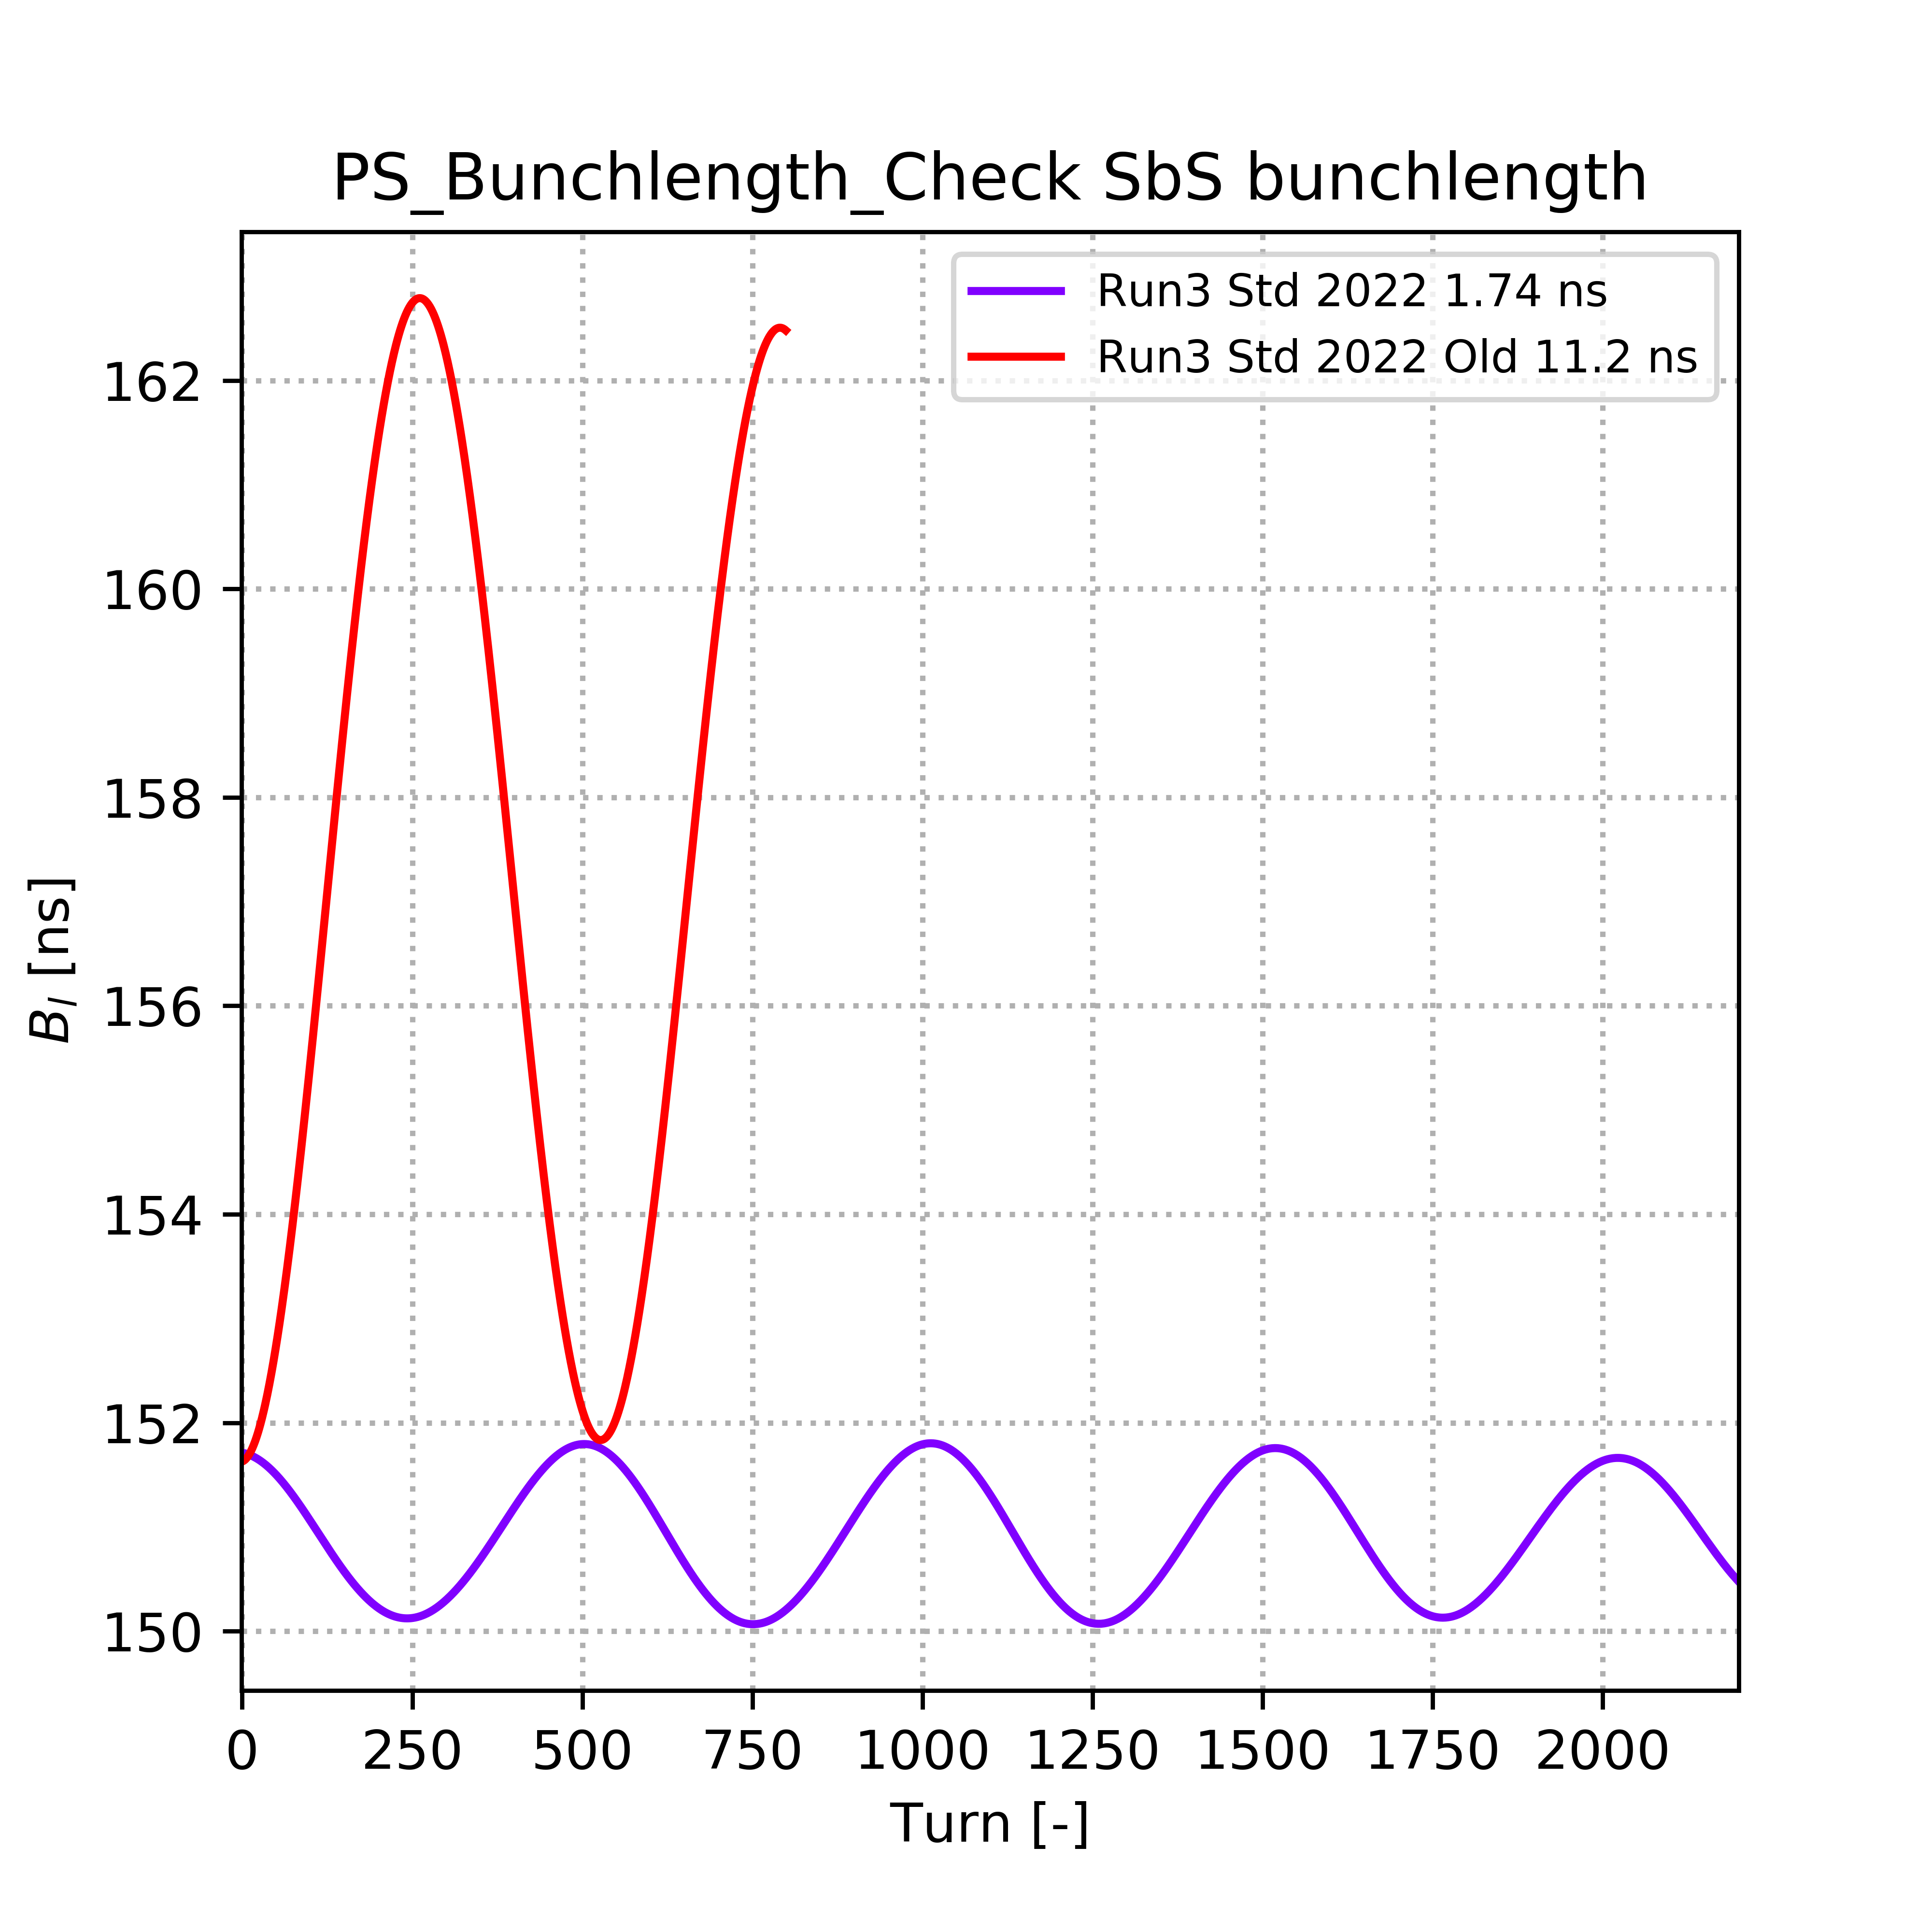 PS_Bunchlength_Check SbS bunchlength
Run3 Std 2022 1.74 ns
Run3 Std 2022 Old 11.2 ns
162
160
158
156
154
152
150
B_l [ns]
0 250 500 750 1000 1250 1500 1750 2000
Turn [-]